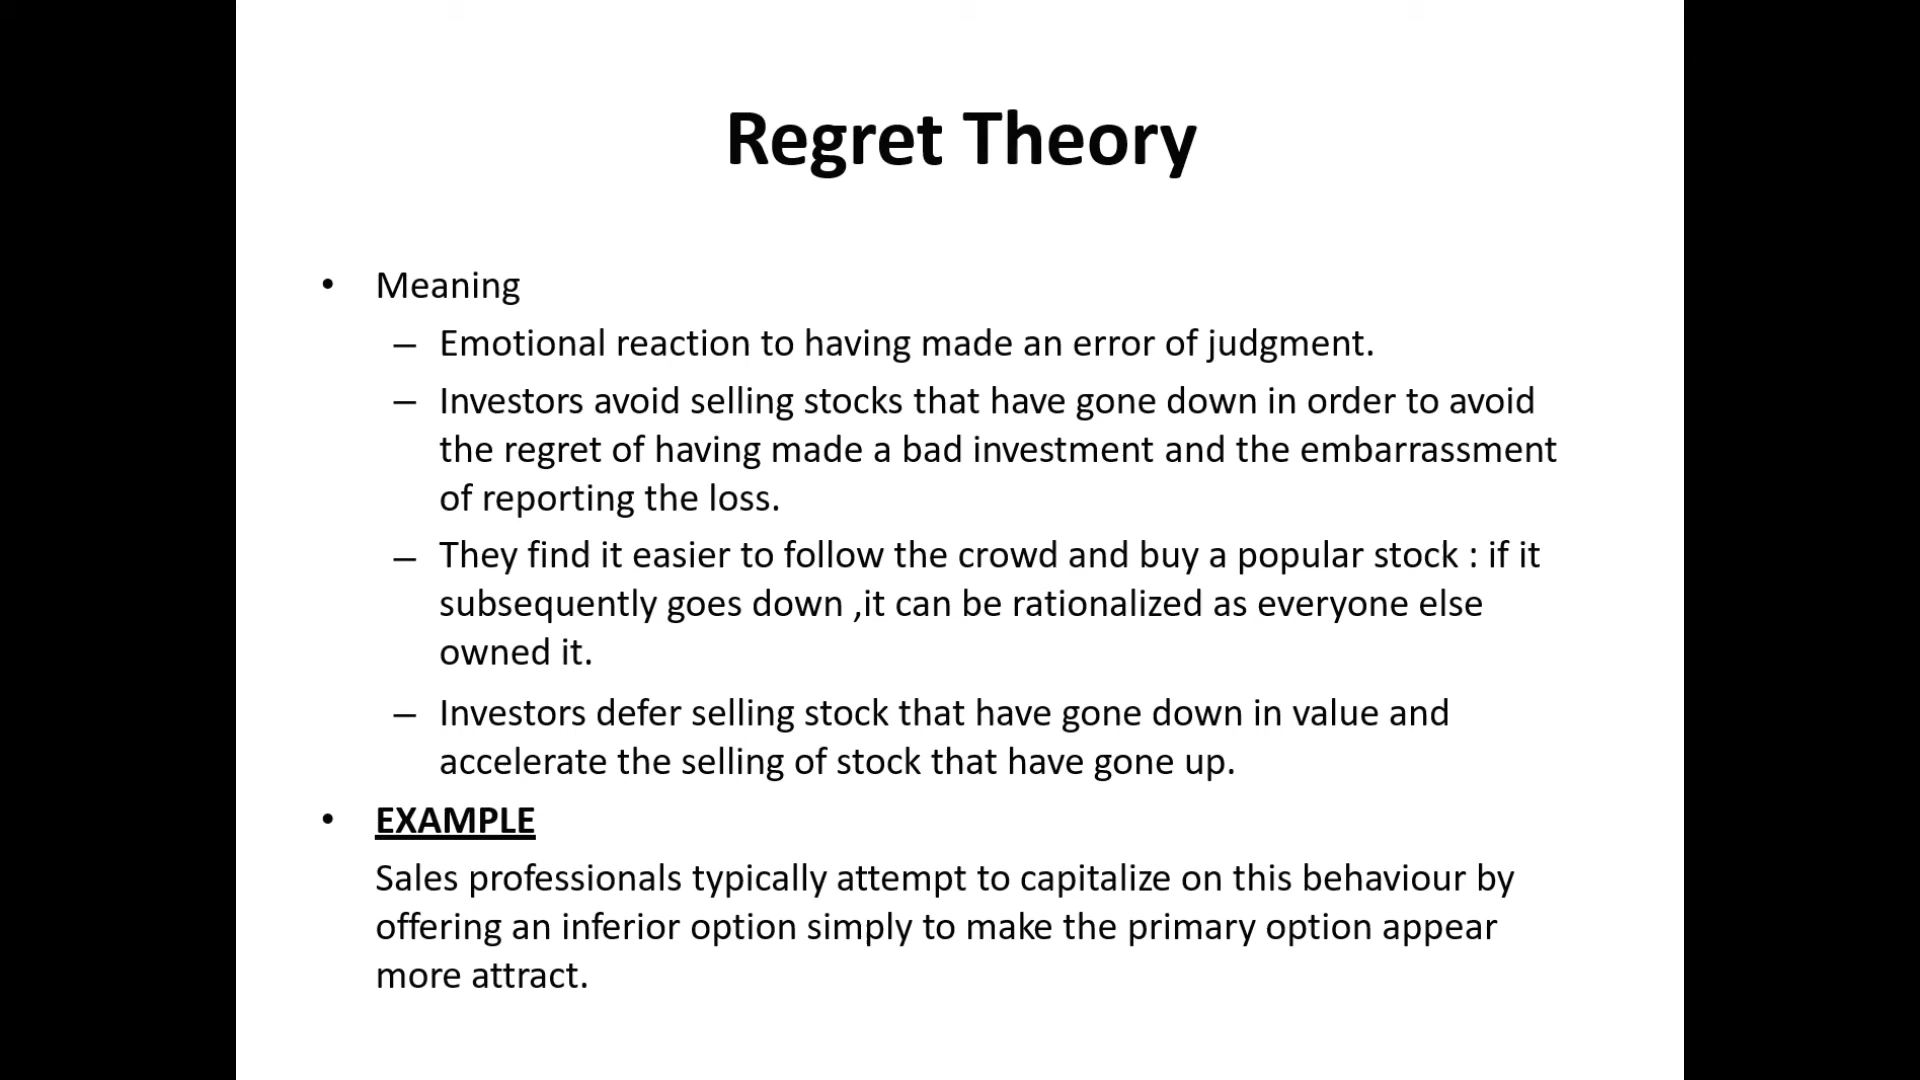 Regret Theory
• Meaning
– Emotional reaction to having made an error of judgment.
– Investors avoid selling stocks that have gone down in order to avoid
the regret of having made a bad investment and the embarrassment
of reporting the loss.
– They find it easier to follow the crowd and buy a popular stock : if it
subsequently goes down ,it can be rationalized as everyone else
owned it.
– Investors defer selling stock that have gone down in value and
accelerate the selling of stock that have gone up.
• EXAMPLE
Sales professionals typically attempt to capitalize on this behaviour by
offering an inferior option simply to make the primary option appear
more attract.